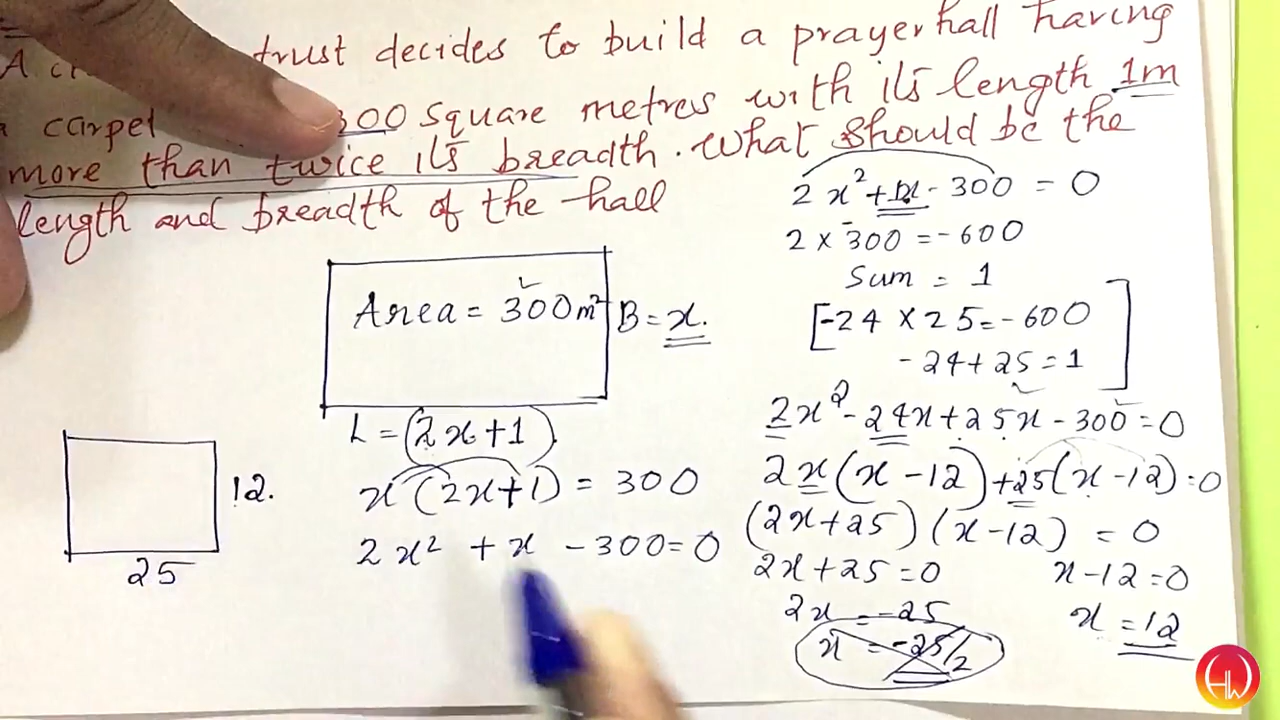 A trust decides to build a prayer hall having
carpet 300 square metres with its length 1m
more than twice its breadth. What should be the
length and breadth of the hall
Area = 300m² B = x.
L = (2x+1)
x (2x+1) = 300
2x² + x - 300=0
12.
25
2x² + 1x - 300 = 0
2 x -300 = -600
Sum = 1
[-24 x 25 = -600
-24+25 = 1]
2x² - 24x + 25x - 300 = 0
2x(x - 12) + 25(x - 12) = 0
(2x+25) (x-12) = 0
2x+25 = 0 x-12=0
2x = -25 x = 12
x = -25/2
HW